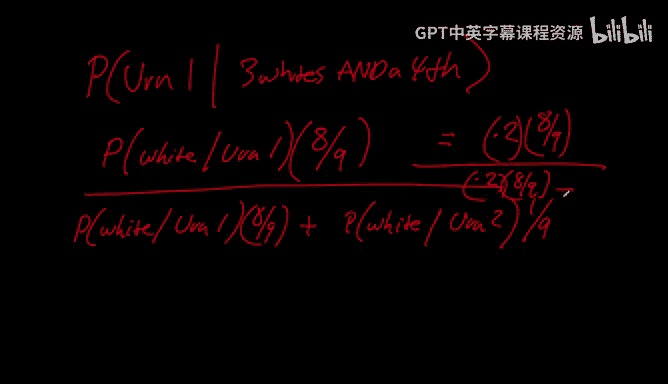 GPT中英字幕课程资源 bilibili
P(Urn 1 | 3 whites AND a 4th)
P(white / Urn 1)(8/9) = (.2)(8/9)
(.2)(8/9)
P(white / Urn 1)(8/9) + P(white / Urn 2) 1/9